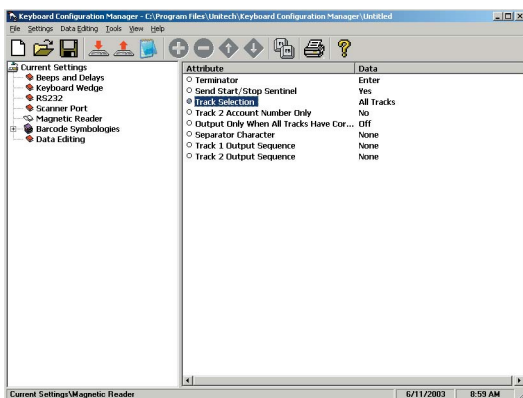 Keyboard Configuration Manager - C:\Program Files\Unitech\Keyboard Configuration Manager\Untitled
File Settings Data Editing Tools View Help
Current Settings
Beeps and Delays
Keyboard Wedge
RS232
Scanner Port
Magnetic Reader
Barcode Symbologies
Data Editing
Attribute Data
Terminator Enter
Send Start/Stop Sentinel Yes
Track Selection All Tracks
Track 2 Account Number Only No
Output Only When All Tracks Have Cor... Off
Separator Character None
Track 1 Output Sequence None
Track 2 Output Sequence None
Current Settings\Magnetic Reader 6/11/2003 8:59 AM